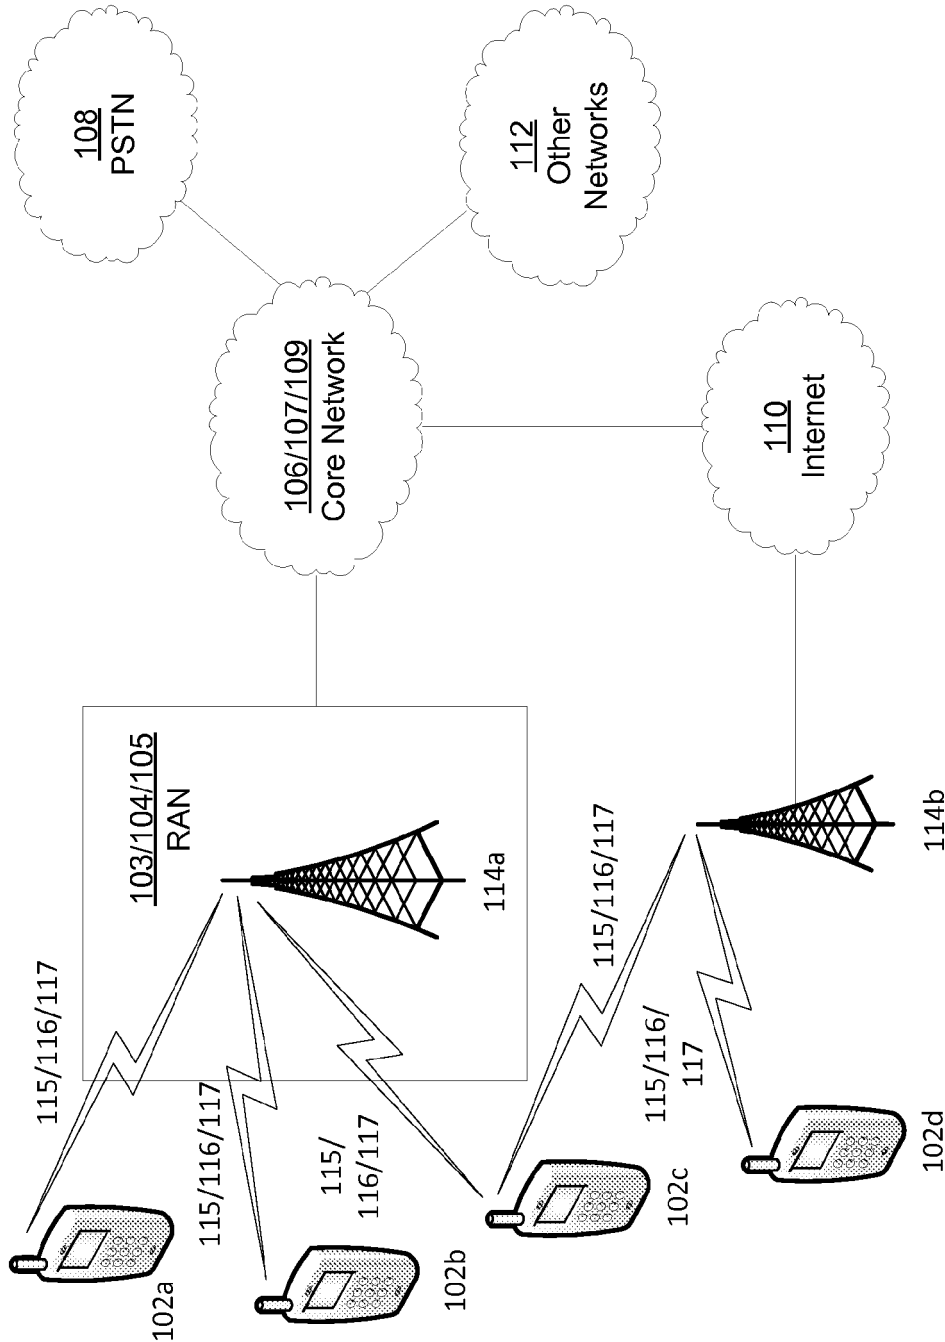 102a
115/116/117
103/104/105
RAN
108
PSTN
102b
115/116/117
114a
106/107/109
Core Network
115/
116/117
112
Other
Networks
102c
115/116/117
102d
115/116/
117
114b
110
Internet